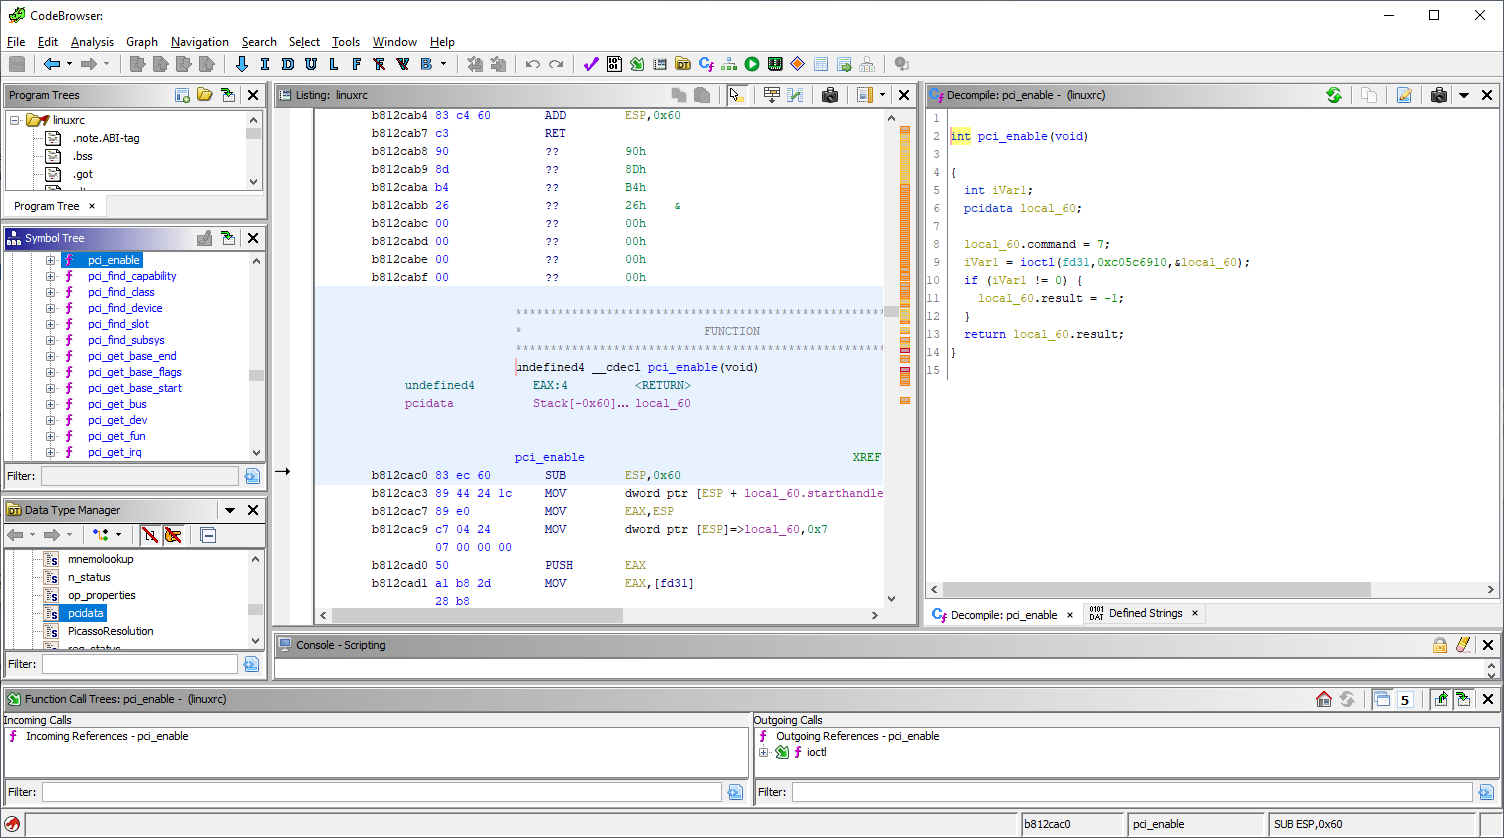 CodeBrowser:
File Edit Analysis Graph Navigation Search Select Tools Window Help
I D U L F R V B
Program Trees
linuxrc
.note.ABI-tag
.bss
.got
Program Tree ×
Symbol Tree
pci_enable
pci_find_capability
pci_find_class
pci_find_device
pci_find_slot
pci_find_subsys
pci_get_base_end
pci_get_base_flags
pci_get_base_start
pci_get_bus
pci_get_dev
pci_get_fun
pci_get_irq
Filter:
Data Type Manager
mnemolookup
n_status
op_properties
pcidata
PicassoResolution
reg_status
Filter:
Listing: linuxrc
b812cab4 83 c4 60 ADD ESP,0x60
b812cab7 c3 RET
b812cab8 90 ?? 90h
b812cab9 8d ?? 8Dh
b812caba b4 ?? B4h
b812cabb 26 ?? 26h &
b812cabc 00 ?? 00h
b812cabd 00 ?? 00h
b812cabe 00 ?? 00h
b812cabf 00 ?? 00h
* FUNCTION
undefined4 __cdecl pci_enable(void)
undefined4 EAX:4 <RETURN>
pcidata Stack[-0x60]... local_60
pci_enable XREF
b812cac0 83 ec 60 SUB ESP,0x60
b812cac3 89 44 24 1c MOV dword ptr [ESP + local_60.starthandle
b812cac7 89 e0 MOV EAX,ESP
b812cac9 c7 04 24 MOV dword ptr [ESP]=>local_60,0x7
07 00 00 00
b812cad0 50 PUSH EAX
b812cad1 a1 b8 2d MOV EAX,[fd31]
28 b8
Decompile: pci_enable - (linuxrc)
1
2 int pci_enable(void)
3
4 {
5 int iVar1;
6 pcidata local_60;
7
8 local_60.command = 7;
9 iVar1 = ioctl(fd31,0xc05c6910,&local_60);
10 if (iVar1 != 0) {
11 local_60.result = -1;
12 }
13 return local_60.result;
14 }
15
Decompile: pci_enable × Defined Strings ×
Console - Scripting
Function Call Trees: pci_enable - (linuxrc)
5
Incoming Calls
Incoming References - pci_enable
Filter:
Outgoing Calls
Outgoing References - pci_enable
ioctl
Filter:
b812cac0 pci_enable SUB ESP,0x60